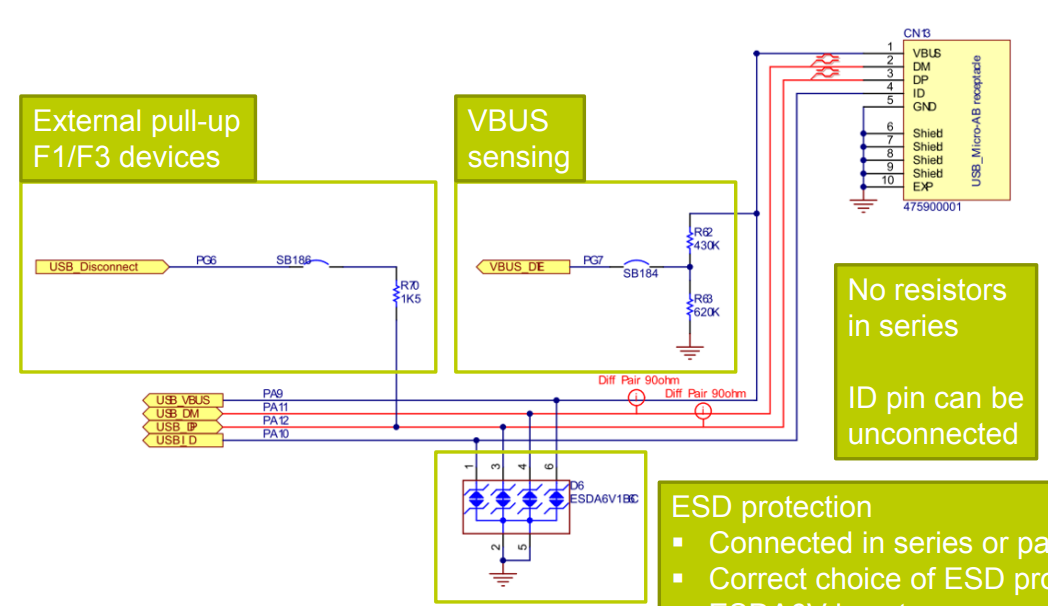 CN13
1 VBUS
2 DM
3 DP
4 ID
5 GND
6 Shield
7 Shield
8 Shield
9 Shield
10 EXP
USB_Micro-AB receptacle
475900001
External pull-up
F1/F3 devices
VBUS
sensing
USB_Disconnect PG6 SB186
R70
1K5
VBUS_DTE PG7 SB184
R62
430K
R63
620K
No resistors
in series
ID pin can be
unconnected
Diff Pair 90ohm
Diff Pair 90ohm
USB_VBUS PA9
USB_DM PA11
USB_DP PA12
USB_ID PA10
1 3 4 6
D6
ESDA6V1BC
2 5
ESD protection
▪ Connected in series or pa
▪ Correct choice of ESD pro